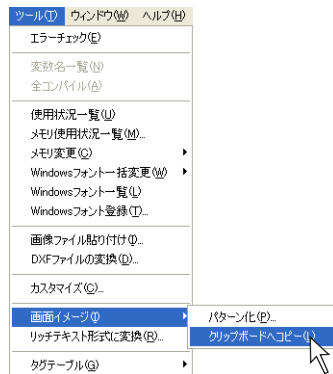 ツール(T) ウィンドウ(W) ヘルプ(H)
エラーチェック(E)
変数名一覧(N)
全コンパイル(A)
使用状況一覧(U)
メモリ使用状況一覧(M)...
メモリ変更(C)
Windowsフォント一括変更(W)
Windowsフォント一覧(L)
Windowsフォント登録(T)...
画像ファイル貼り付け(I)...
DXFファイルの変換(D)...
カスタマイズ(C)...
画面イメージ(I)
パターン化(P)...
クリップボードへコピー(L)
リッチテキスト形式に変換(R)...
タグテーブル(G)